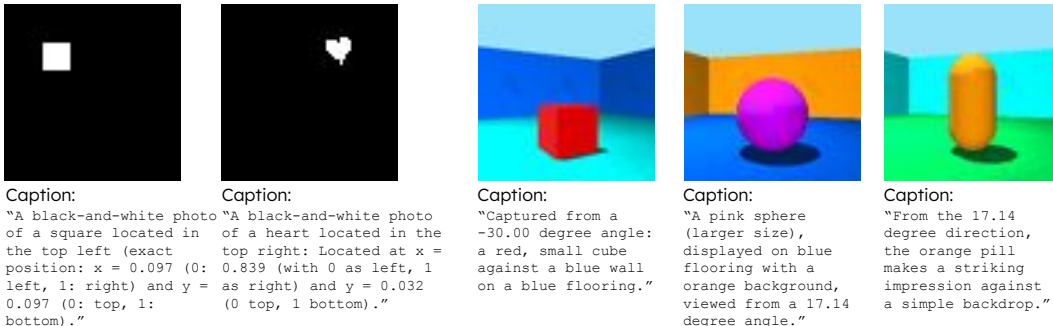 Caption:
“A black-and-white photo
of a square located in
the top left (exact
position: x = 0.097 (0:
left, 1: right) and y =
0.097 (0: top, 1:
bottom).”
Caption:
“A black-and-white photo
of a heart located in the
top right: Located at x =
0.839 (with 0 as left, 1
as right) and y = 0.032
(0 top, 1 bottom).”
Caption:
“Captured from a
-30.00 degree angle:
a red, small cube
against a blue wall
on a blue flooring.”
Caption:
“A pink sphere
(larger size),
displayed on blue
flooring with a
orange background,
viewed from a 17.14
degree angle.”
Caption:
“From the 17.14
degree direction,
the orange pill
makes a striking
impression against
a simple backdrop.”